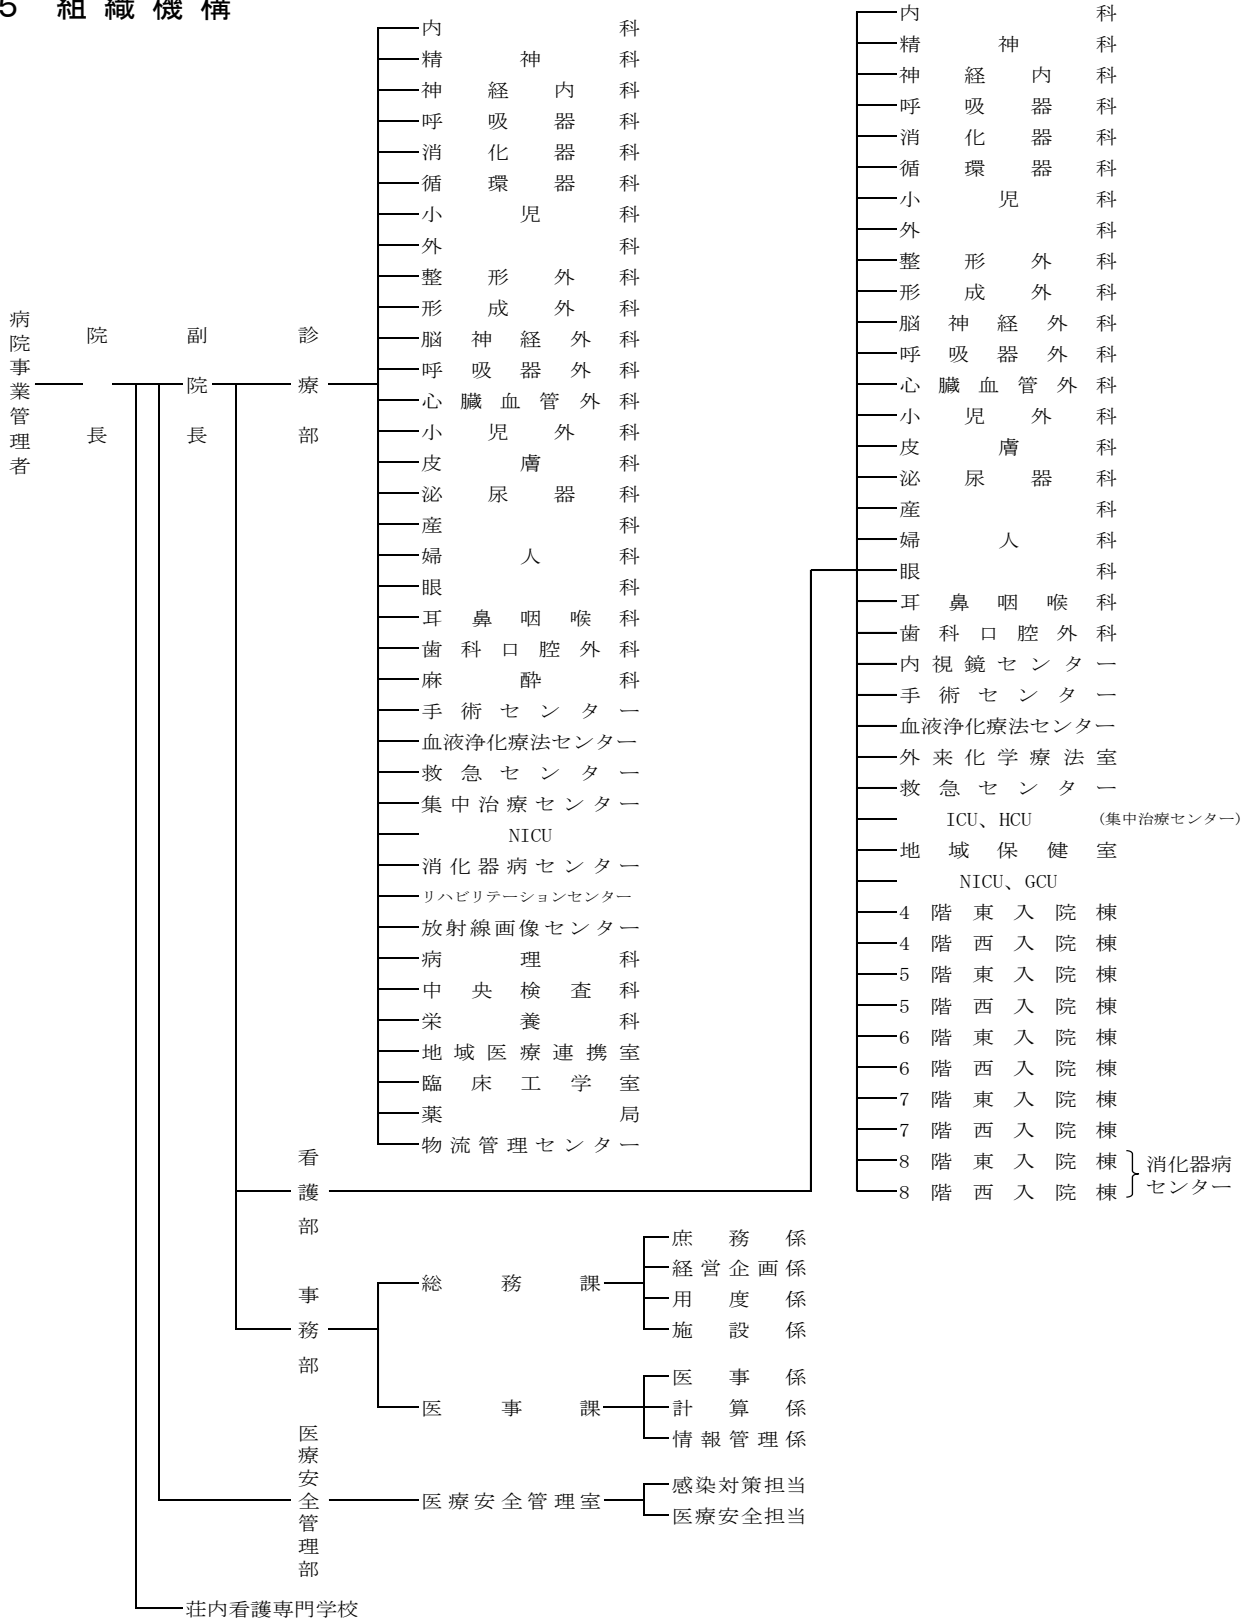 5 組織機構
病院事業管理者
院長
副院長
診療部
内科
精神科
神経内科
呼吸器科
消化器科
循環器科
小児科
外科
整形外科
形成外科
脳神経外科
呼吸器外科
心臓血管外科
小児外科
皮膚科
泌尿器科
産科
婦人科
眼科
耳鼻咽喉科
歯科口腔外科
麻酔科
手術センター
血液浄化療法センター
救急センター
集中治療センター
NICU
消化器病センター
リハビリテーションセンター
放射線画像センター
病理科
中央検査科
栄養科
地域医療連携室
臨床工学室
薬局
物流管理センター
看護部
内科
精神科
神経内科
呼吸器科
消化器科
循環器科
小児科
外科
整形外科
形成外科
脳神経外科
呼吸器外科
心臓血管外科
小児外科
皮膚科
泌尿器科
産科
婦人科
眼科
耳鼻咽喉科
歯科口腔外科
内視鏡センター
手術センター
血液浄化療法センター
外来化学療法室
救急センター
ICU、HCU (集中治療センター)
地域保健室
NICU、GCU
4階東入院棟
4階西入院棟
5階東入院棟
5階西入院棟
6階東入院棟
6階西入院棟
7階東入院棟
7階西入院棟
8階東入院棟
8階西入院棟
消化器病
センター
事務部
総務課
庶務係
経営企画係
用度係
施設係
医事課
医事係
計算係
情報管理係
医療安全管理部
医療安全管理室
感染対策担当
医療安全担当
荘内看護専門学校